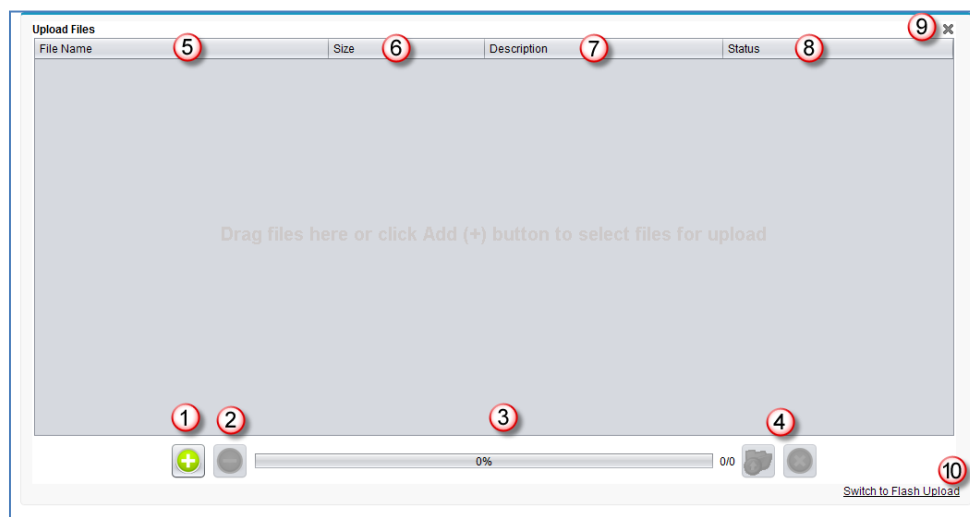 Upload Files
9
File Name 5 Size 6 Description 7 Status 8
Drag files here or click Add (+) button to select files for upload
1 2 3 4
0% 0/0
10
Switch to Flash Upload